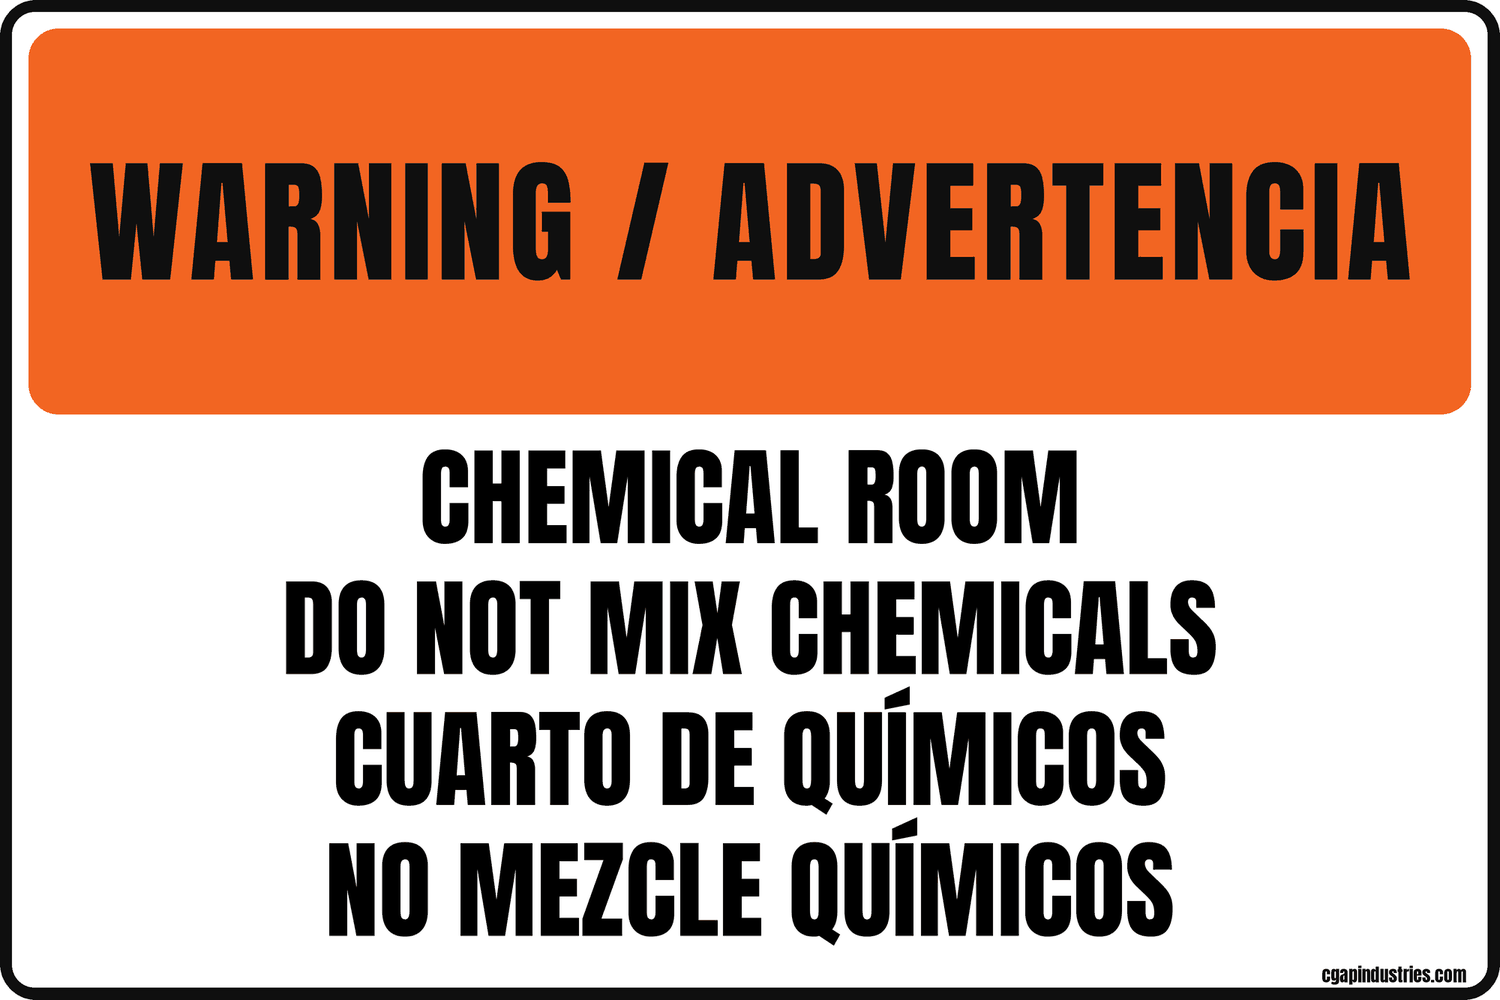 WARNING / ADVERTENCIA
CHEMICAL ROOM
DO NOT MIX CHEMICALS
CUARTO DE QUÍMICOS
NO MEZCLE QUÍMICOS
cgapindustries.com